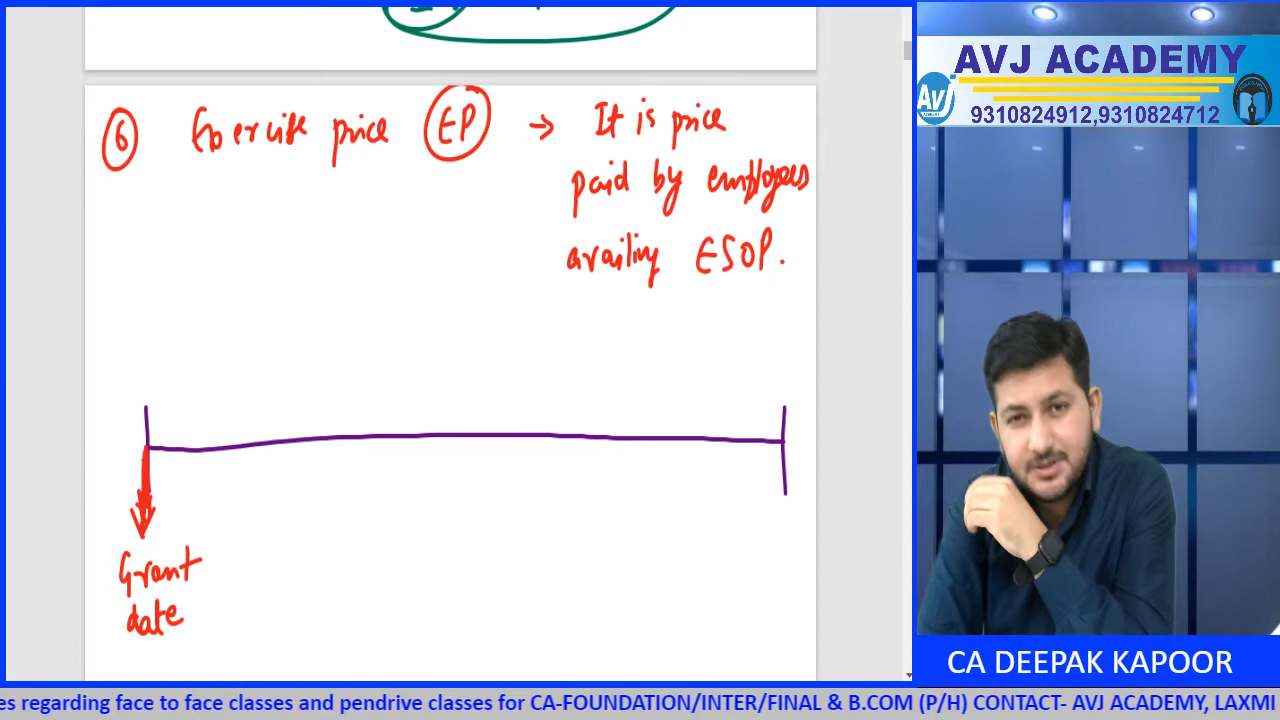 6 Exercise price EP → It is price
paid by employees
availing ESOP.
Grant
date
AVJ ACADEMY
AVJ
ACADEMY
9310824912,9310824712
CA DEEPAK KAPOOR
es regarding face to face classes and pendrive classes for CA-FOUNDATION/INTER/FINAL & B.COM (P/H) CONTACT- AVJ ACADEMY, LAXMI